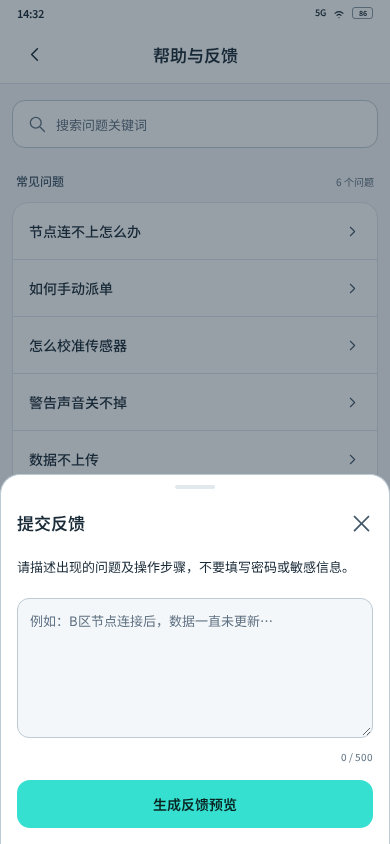 14:32
5G
86
帮助与反馈
搜索问题关键词
常见问题
6 个问题
节点连不上怎么办
如何手动派单
怎么校准传感器
警告声音关不掉
数据不上传
提交反馈
请描述出现的问题及操作步骤，不要填写密码或敏感信息。
例如：B区节点连接后，数据一直未更新…
0 / 500
生成反馈预览